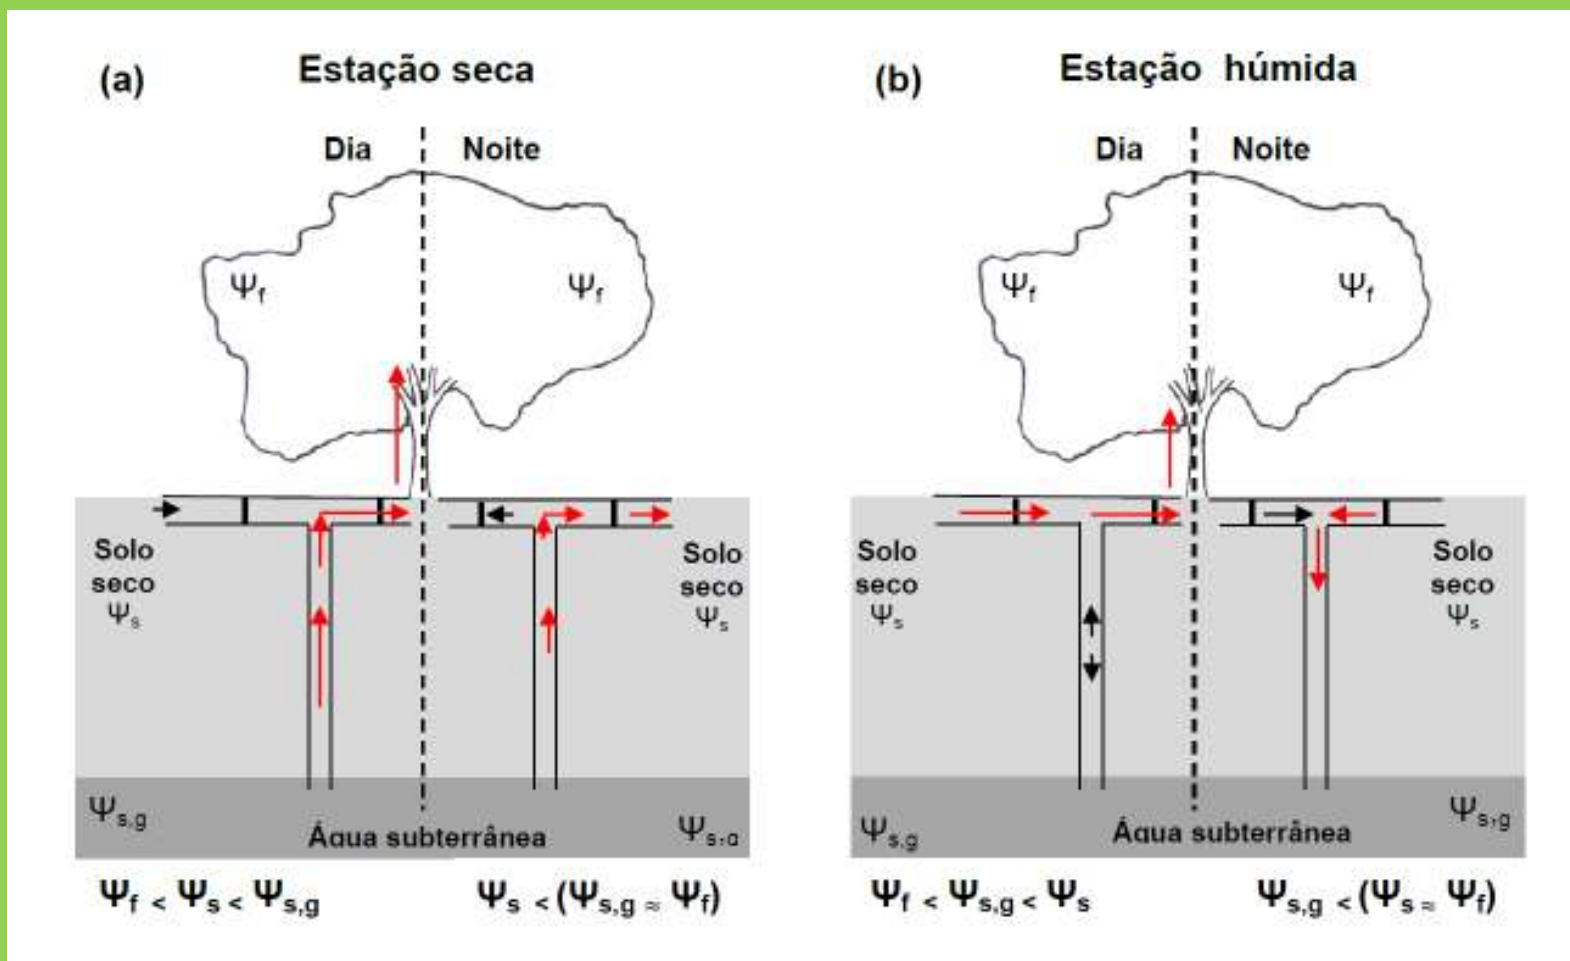 (a) Estação seca
Dia Noite
Ψf Ψf
Solo seco Ψs
Solo seco Ψs
Ψs,g Água subterrânea Ψs,g
Ψf < Ψs < Ψs,g
Ψs < (Ψs,g ≈ Ψf)
(b) Estação húmida
Dia Noite
Ψf Ψf
Solo seco Ψs
Solo seco Ψs
Ψs,g Água subterrânea Ψs,g
Ψf < Ψs,g < Ψs
Ψs,g < (Ψs ≈ Ψf)